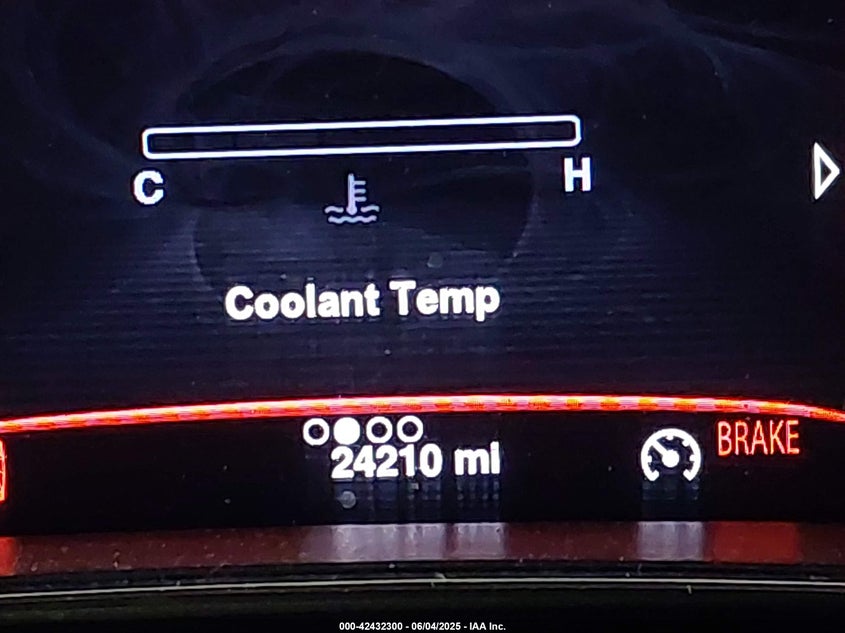 C H
Coolant Temp
24210 mi
BRAKE
000-42432300 - 06/04/2025 - IAA Inc.